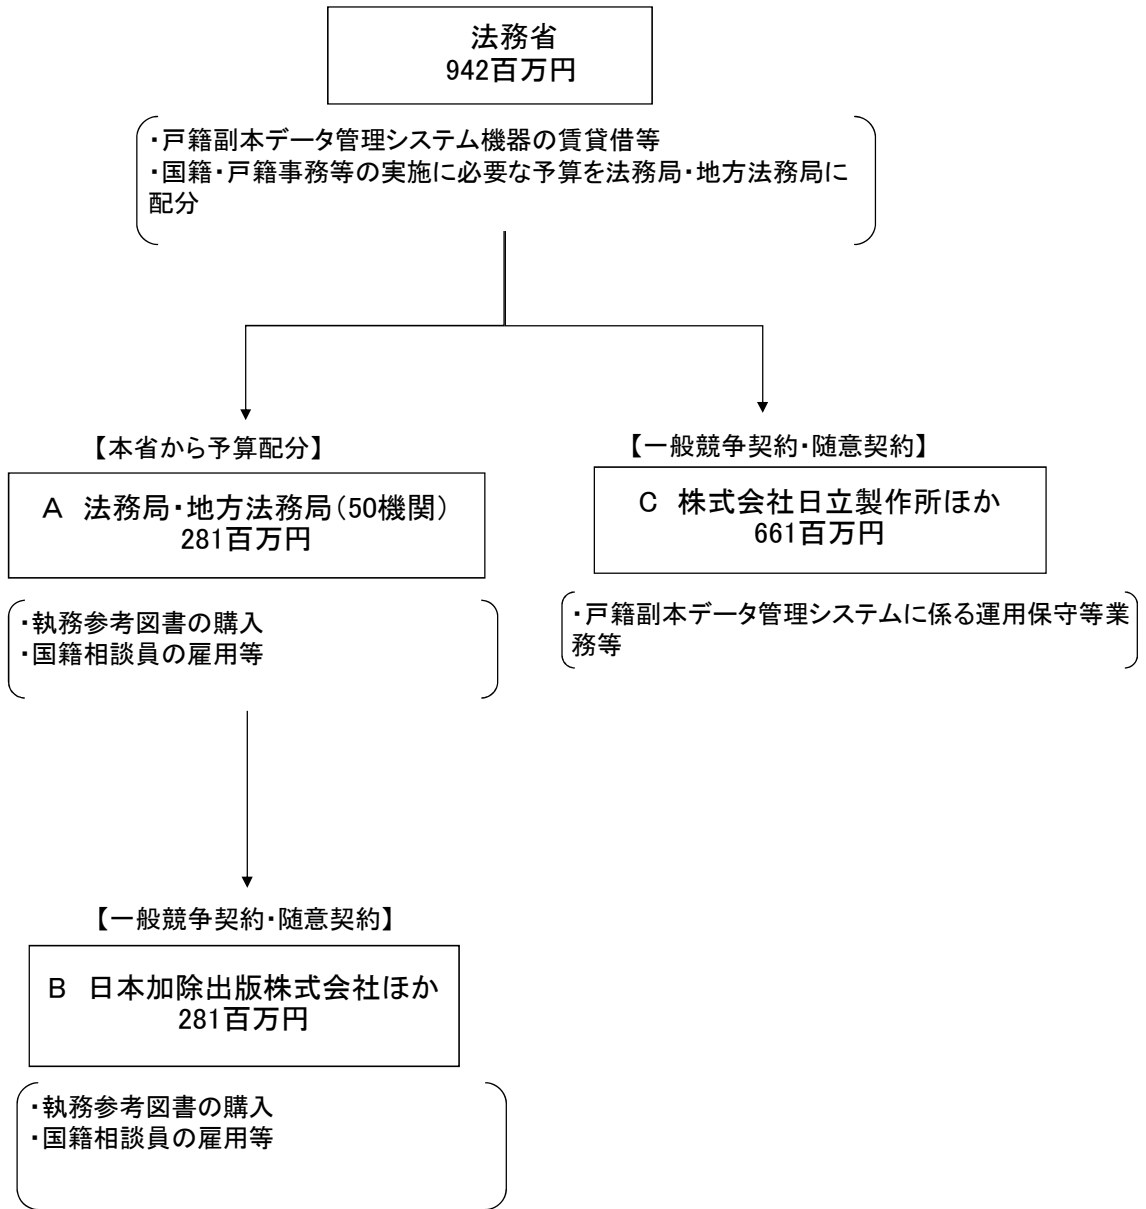 法務省
942百万円
・戸籍副本データ管理システム機器の賃貸借等
・国籍・戸籍事務等の実施に必要な予算を法務局・地方法務局に
配分
【本省から予算配分】
A 法務局・地方法務局(50機関)
281百万円
・執務参考図書の購入
・国籍相談員の雇用等
【一般競争契約・随意契約】
C 株式会社日立製作所ほか
661百万円
・戸籍副本データ管理システムに係る運用保守等業
務等
【一般競争契約・随意契約】
B 日本加除出版株式会社ほか
281百万円
・執務参考図書の購入
・国籍相談員の雇用等